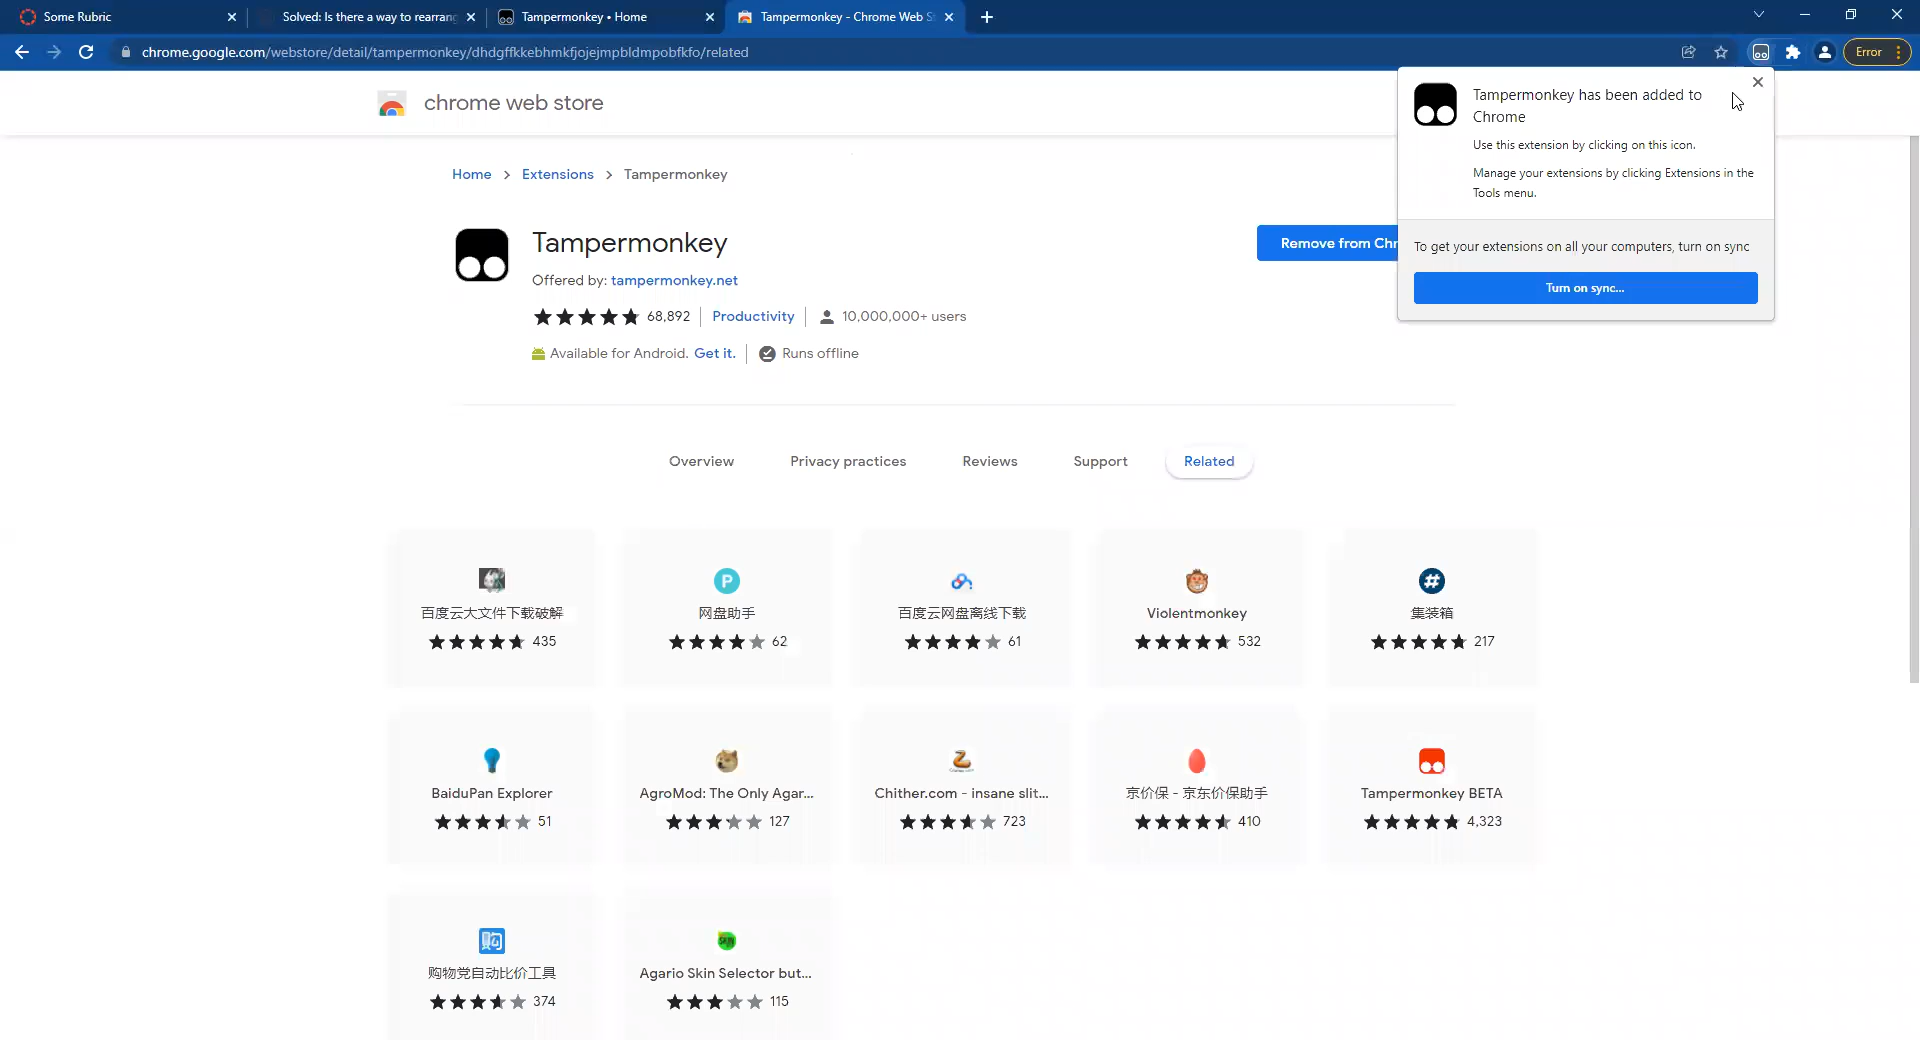 Some Rubric
Solved: Is there a way to rearrang
Tampermonkey • Home
Tampermonkey - Chrome Web S
chrome.google.com/webstore/detail/tampermonkey/dhdgffkkebhmkfjojejmpbldmpobfkfo/related
Error
chrome web store
Tampermonkey has been added to
Chrome
Use this extension by clicking on this icon.
Manage your extensions by clicking Extensions in the
Tools menu.
To get your extensions on all your computers, turn on sync
Turn on sync...
Home > Extensions > Tampermonkey
Tampermonkey
Remove from Chr
Offered by: tampermonkey.net
68,892 Productivity 10,000,000+ users
Available for Android. Get it. Runs offline
Overview Privacy practices Reviews Support Related
百度云大文件下载破解
435
网盘助手
62
百度云网盘离线下载
61
Violentmonkey
532
集装箱
217
BaiduPan Explorer
51
AgroMod: The Only Agar...
127
Chither.com - insane slit...
723
京价保 - 京东价保助手
410
Tampermonkey BETA
4,323
购物党自动比价工具
374
Agario Skin Selector but...
115